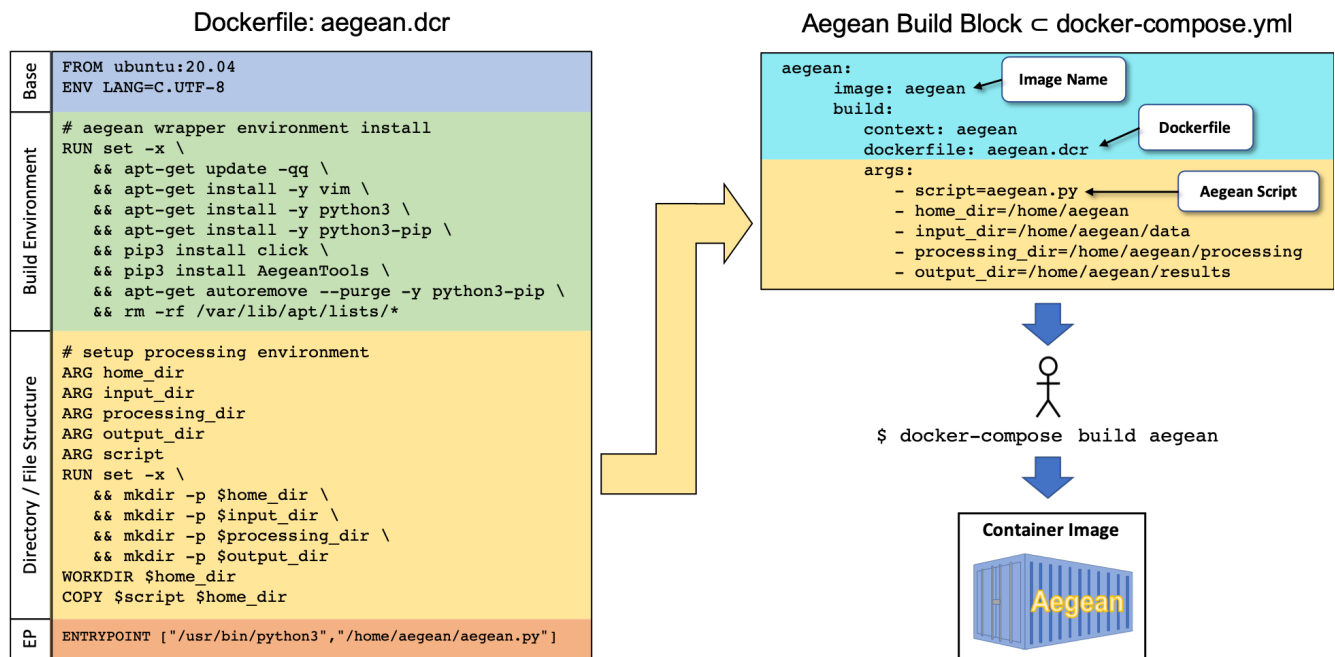 Dockerfile: aegean.dcr
Base
FROM ubuntu:20.04
ENV LANG=C.UTF-8
Build Environment
# aegean wrapper environment install
RUN set -x \
&& apt-get update -qq \
&& apt-get install -y vim \
&& apt-get install -y python3 \
&& apt-get install -y python3-pip \
&& pip3 install click \
&& pip3 install AegeanTools \
&& apt-get autoremove --purge -y python3-pip \
&& rm -rf /var/lib/apt/lists/*
Directory / File Structure
# setup processing environment
ARG home_dir
ARG input_dir
ARG processing_dir
ARG output_dir
ARG script
RUN set -x \
&& mkdir -p $home_dir \
&& mkdir -p $input_dir \
&& mkdir -p $processing_dir \
&& mkdir -p $output_dir
WORKDIR $home_dir
COPY $script $home_dir
EP
ENTRYPOINT ["/usr/bin/python3","/home/aegean/aegean.py"]
Aegean Build Block ⊂ docker-compose.yml
aegean:
image: aegean
Image Name
build:
context: aegean
dockerfile: aegean.dcr
Dockerfile
args:
- script=aegean.py
Aegean Script
- home_dir=/home/aegean
- input_dir=/home/aegean/data
- processing_dir=/home/aegean/processing
- output_dir=/home/aegean/results
$ docker-compose build aegean
Container Image
Aegean